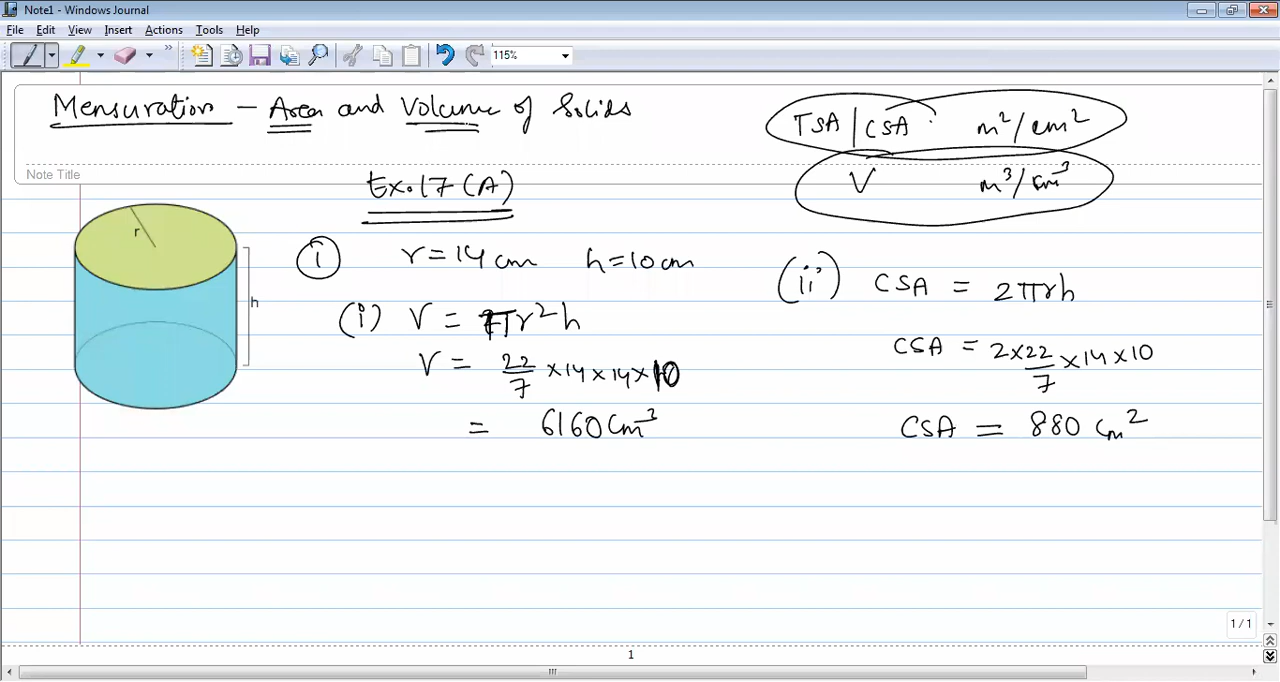 Note1 - Windows Journal
File Edit View Insert Actions Tools Help
115%
Mensuration - Area and Volume of Solids
TSA | CSA m²/cm²
V m³/cm³
Note Title
Ex.17(A)
r
h
① r = 14 cm h = 10 cm
(i) V = πr²h
V = 22/7 × 14 × 14 × 10
= 6160 cm³
(ii) CSA = 2πrh
CSA = 2×22/7 × 14 × 10
CSA = 880 cm²
1 / 1
1